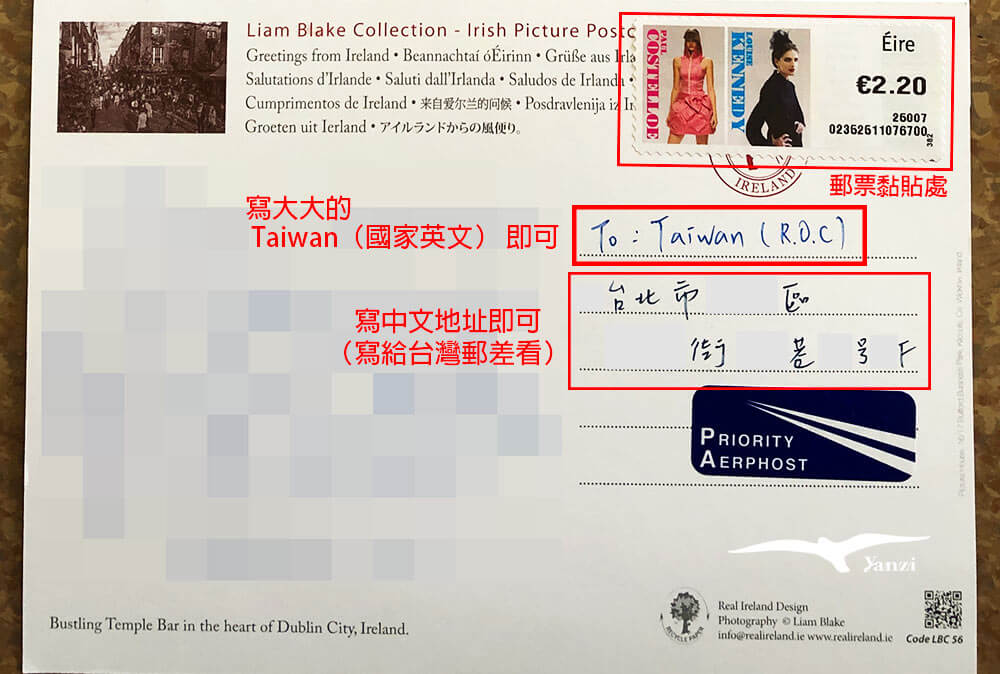 Liam Blake Collection - Irish Picture Postc
Greetings from Ireland • Beannachtaí óÉirinn • Grüße aus Irla
Salutations d'Irlande • Saluti dall'Irlanda • Saludos de Irlanda •
Cumprimentos de Ireland • 来自爱尔兰的问候 • Posdravlenija iz Ir
Groeten uit Ierland • アイルランドからの風便り。
PAUL COSTELLOE
LOUISE KENNEDY
Éire
€2.20
25007
02352611076700
382
IRELAND
郵票黏貼處
寫大大的
Taiwan（國家英文） 即可
To : Taiwan ( R.O.C )
寫中文地址即可
（寫給台灣郵差看）
台北市 區
街 巷 号 F
PRIORITY
AERPHOST
Yanzi
Bustling Temple Bar in the heart of Dublin City, Ireland.
RECYCLE PAPER
Real Ireland Design
Photography © Liam Blake
info@realireland.ie www.realireland.ie
Code LBC 56